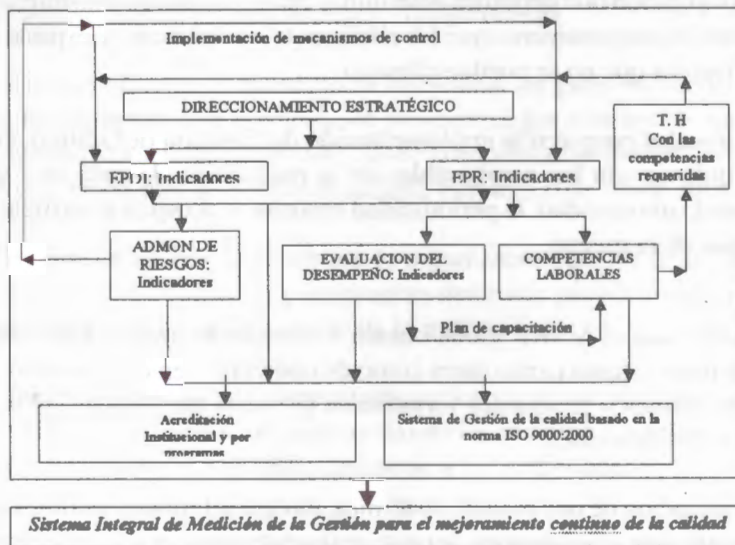 Implementación de mecanismos de control
DIRECCIONAMIENTO ESTRATÉGICO
T. H
Con las
competencias
requeridas
Indicadores
Indicadores
ADMON DE
RIESGOS:
Indicadores
EVALUACION DEL
DESEMPEÑO: Indicadores
COMPETENCIAS
LABORALES
Plan de capacitación
Acreditación
Institucional y por
programas
Sistema de Gestión de la calidad basado en la
norma ISO 9000:2000
Sistema Integral de Medición de la Gestión para el mejoramiento continuo de la calidad